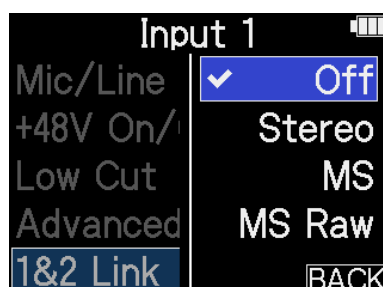 Input 1
Mic/Line
+48V On/
Low Cut
Advanced
1&2 Link
Off
Stereo
MS
MS Raw
BACK